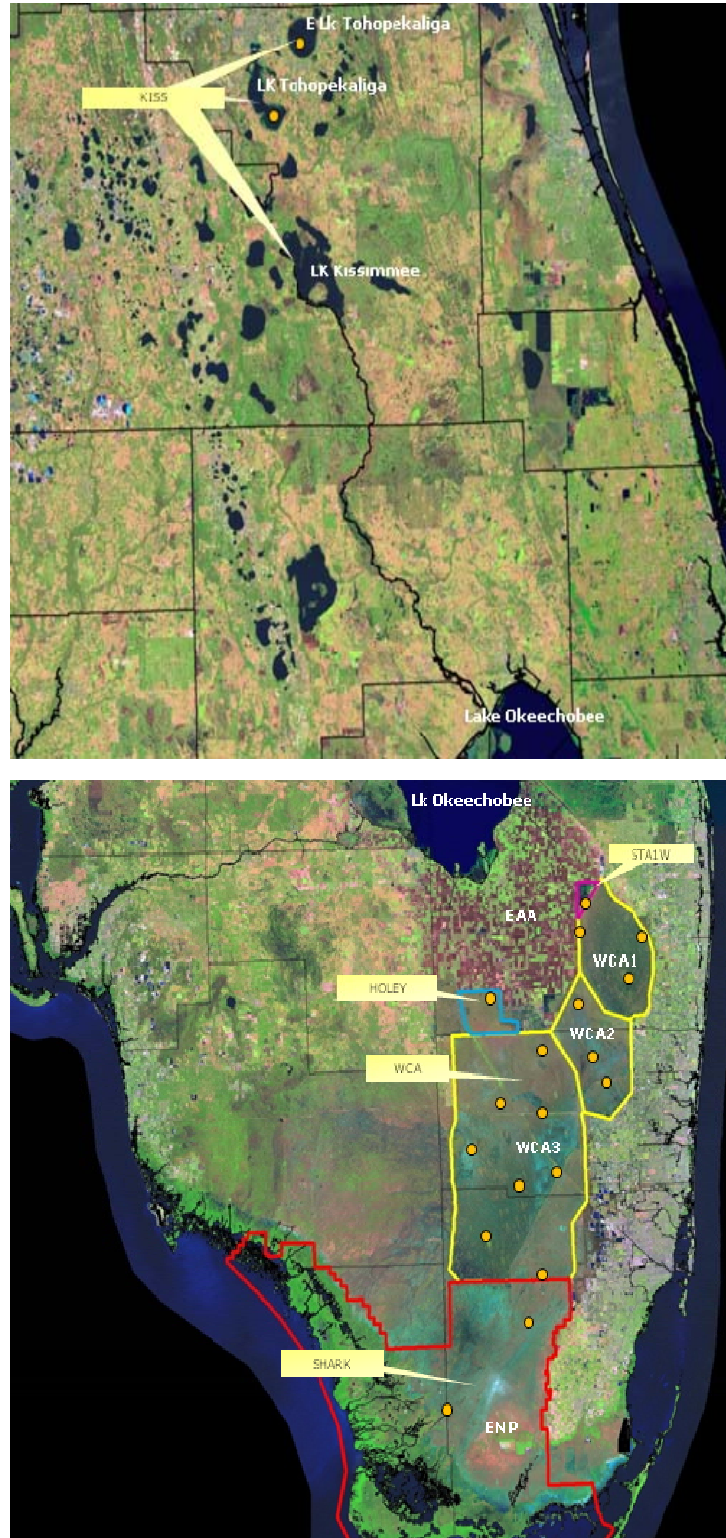 E Lk Tohopekaliga
LK Tohopekaliga
KISS
LK Kissimmee
Lake Okeechobee
Lk Okeechobee
STA1W
EAA
WCA1
HOLEY
WCA2
WCA
WCA3
SHARK
ENP